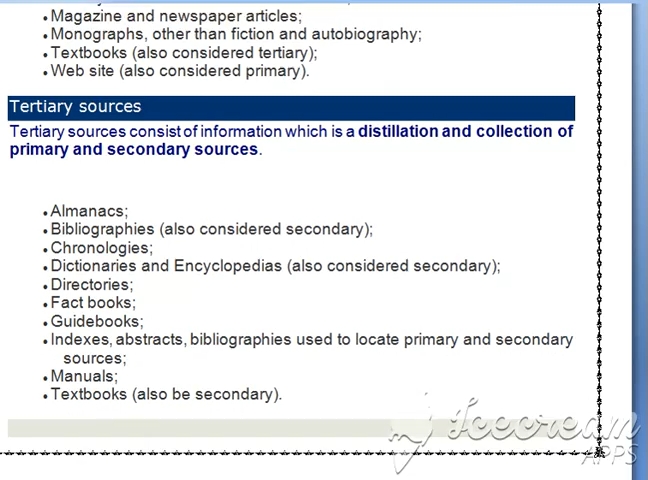 • Magazine and newspaper articles;
• Monographs, other than fiction and autobiography;
• Textbooks (also considered tertiary);
• Web site (also considered primary).
Tertiary sources
Tertiary sources consist of information which is a distillation and collection of
primary and secondary sources.
• Almanacs;
• Bibliographies (also considered secondary);
• Chronologies;
• Dictionaries and Encyclopedias (also considered secondary);
• Directories;
• Fact books;
• Guidebooks;
• Indexes, abstracts, bibliographies used to locate primary and secondary
sources;
• Manuals;
• Textbooks (also be secondary).
Icecream
APPS